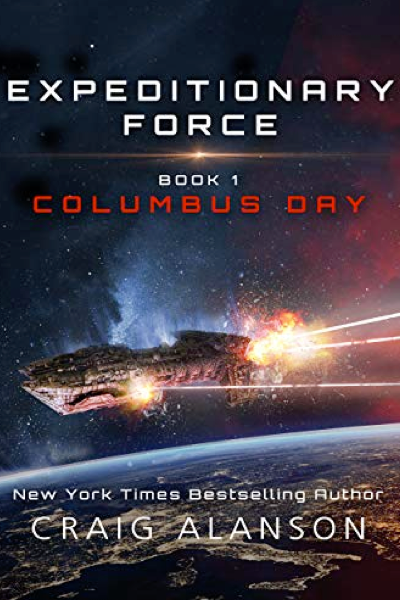 EXPEDITIONARY
FORCE
BOOK 1
COLUMBUS DAY
New York Times Bestselling Author
CRAIG ALANSON